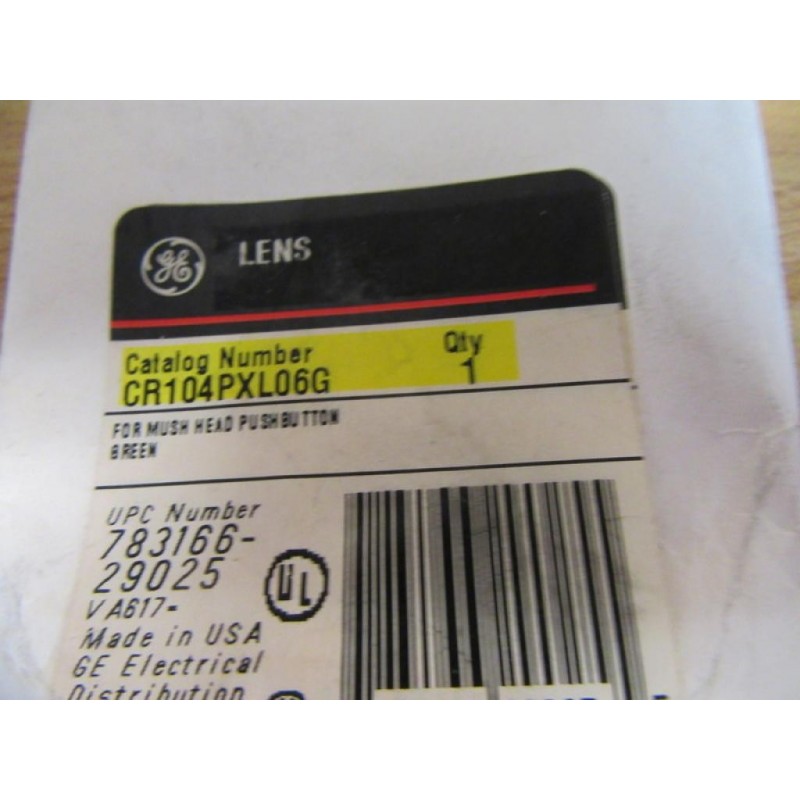 GE LENS
Catalog Number Qty
CR104PXL06G 1
FOR MUSH HEAD PUSHBUTTON
GREEN
UPC Number
783166-
29025
VA617-
UL
Made in USA
GE Electrical
Distribution